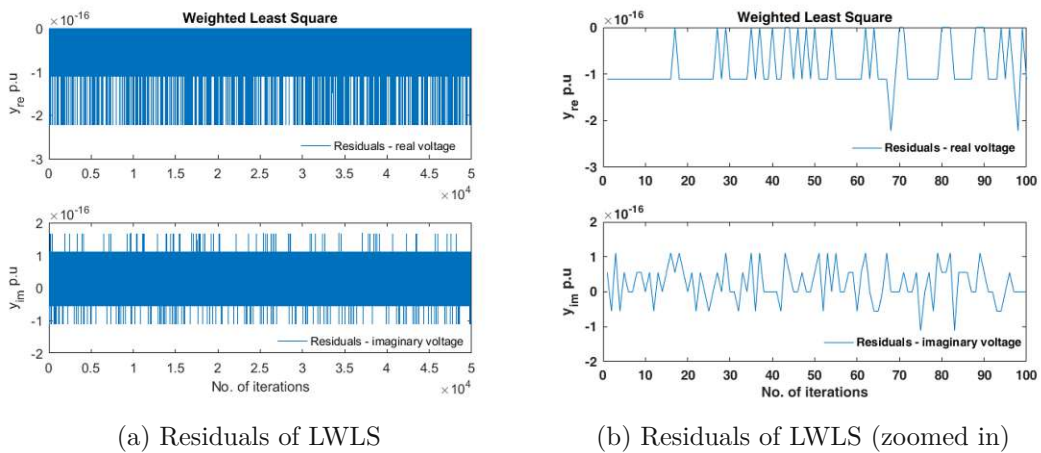 Weighted Least Square
×10^-16
0
-1
-2
-3
y_re p.u
Residuals - real voltage
0 0.5 1 1.5 2 2.5 3 3.5 4 4.5 5
×10^4
×10^-16
2
1
0
-1
-2
y_im p.u
Residuals - imaginary voltage
0 0.5 1 1.5 2 2.5 3 3.5 4 4.5 5
No. of iterations
×10^4
(a) Residuals of LWLS
Weighted Least Square
×10^-16
0
-1
-2
-3
y_re p.u
Residuals - real voltage
0 10 20 30 40 50 60 70 80 90 100
×10^-16
2
1
0
-1
-2
y_im p.u
Residuals - imaginary voltage
0 10 20 30 40 50 60 70 80 90 100
No. of iterations
(b) Residuals of LWLS (zoomed in)